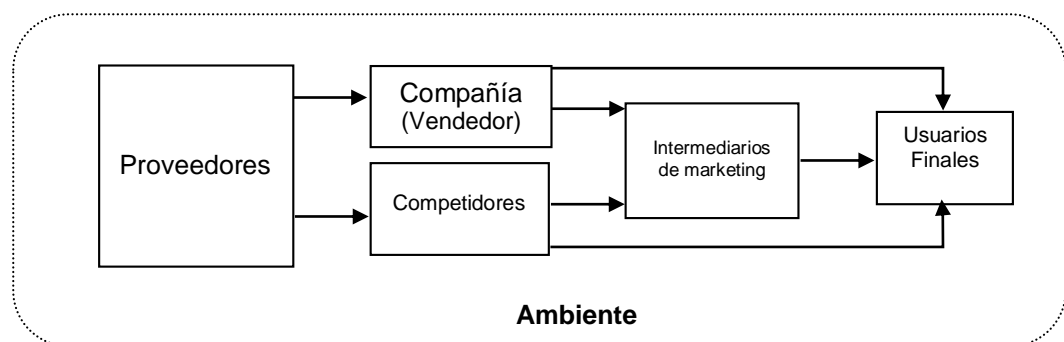 Proveedores
Compañía
(Vendedor)
Competidores
Intermediarios
de marketing
Usuarios
Finales
Ambiente